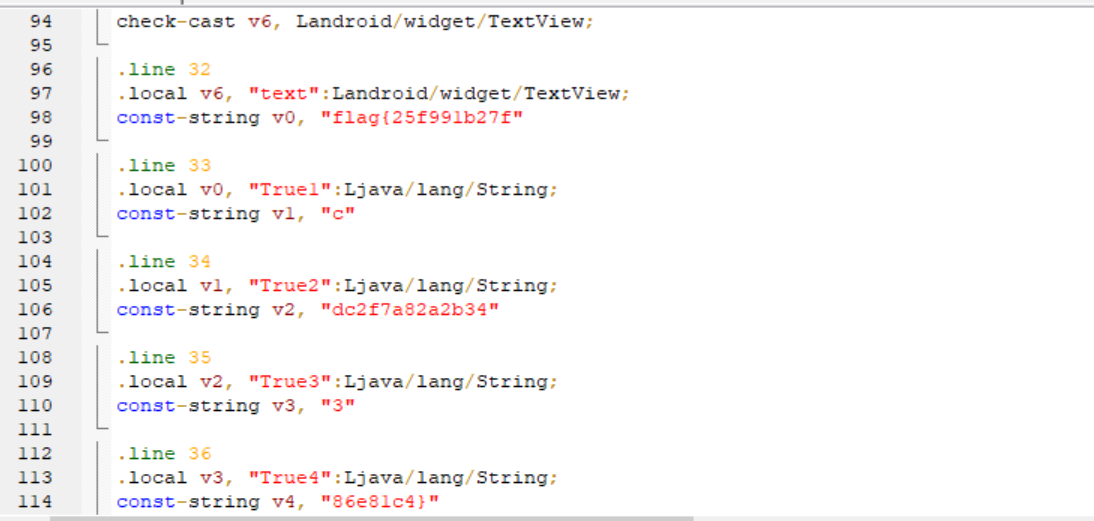 94 check-cast v6, Landroid/widget/TextView;
95
96 .line 32
97 .local v6, "text":Landroid/widget/TextView;
98 const-string v0, "flag{25f991b27f"
99
100 .line 33
101 .local v0, "True1":Ljava/lang/String;
102 const-string v1, "c"
103
104 .line 34
105 .local v1, "True2":Ljava/lang/String;
106 const-string v2, "dc2f7a82a2b34"
107
108 .line 35
109 .local v2, "True3":Ljava/lang/String;
110 const-string v3, "3"
111
112 .line 36
113 .local v3, "True4":Ljava/lang/String;
114 const-string v4, "86e81c4}"